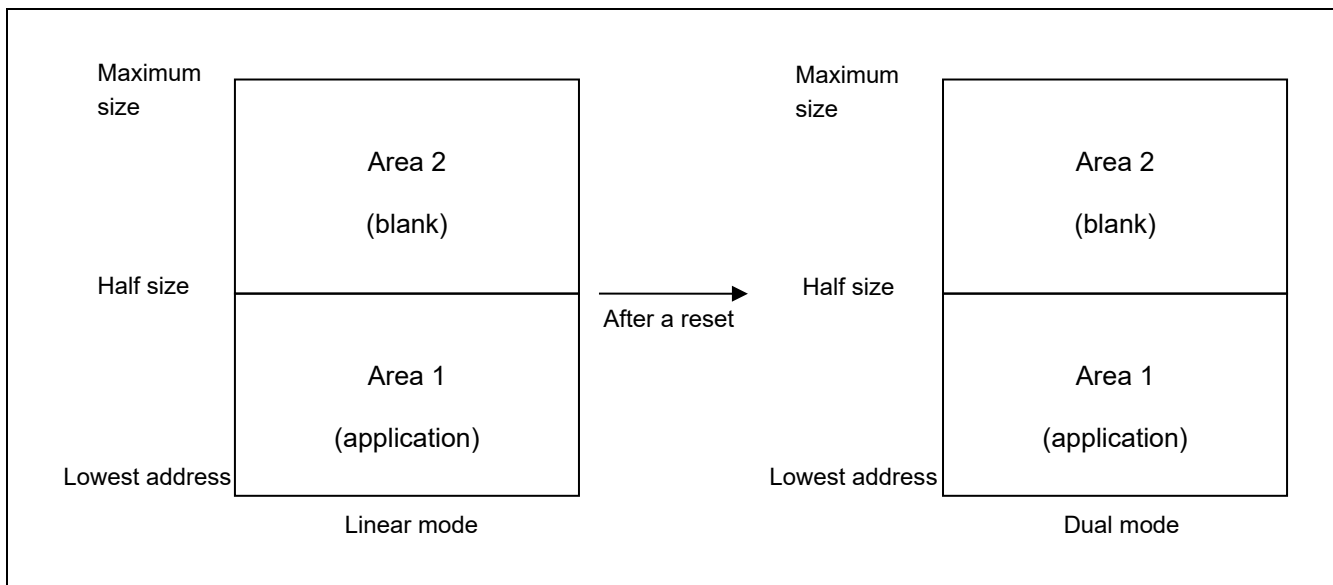 Maximum
size
Area 2
(blank)
Half size
Area 1
(application)
Lowest address
Linear mode
After a reset
Maximum
size
Area 2
(blank)
Half size
Area 1
(application)
Lowest address
Dual mode